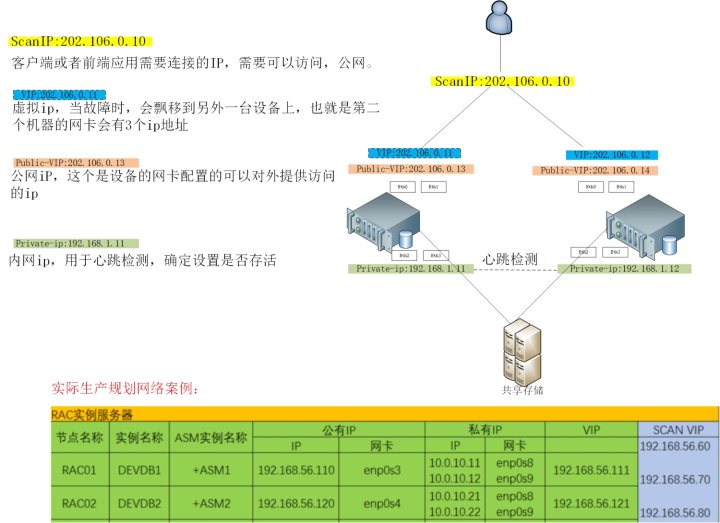 ScanIP:202.106.0.10
客户端或者前端应用需要连接的IP，需要可以访问，公网。
VIP:202.106.0.11
虚拟ip，当故障时，会飘移到另外一台设备上，也就是第二
个机器的网卡会有3个ip地址
Public-VIP:202.106.0.13
公网iP，这个是设备的网卡配置的可以对外提供访问
的ip
Private-ip:192.168.1.11
内网ip，用于心跳检测，确定设置是否存活
ScanIP:202.106.0.10
VIP:202.106.0.11
Public-VIP:202.106.0.13
Eth0 Eth1
VIP:202.106.0.12
Public-VIP:202.106.0.14
Eth0 Eth1
Eth2 Eth3
Private-ip:192.168.1.11
心跳检测
Eth2 Eth3
Private-ip:192.168.1.12
共享存储
实际生产规划网络案例：
RAC实例服务器
节点名称 实例名称 ASM实例名称 公有IP 私有IP VIP SCAN VIP
IP 网卡 IP 网卡 192.168.56.60
RAC01 DEVDB1 +ASM1 192.168.56.110 enp0s3 10.0.10.11 enp0s8 192.168.56.111
10.0.10.12 enp0s9 192.168.56.70
RAC02 DEVDB2 +ASM2 192.168.56.120 enp0s4 10.0.10.21 enp0s8 192.168.56.121
10.0.10.22 enp0s9 192.168.56.80